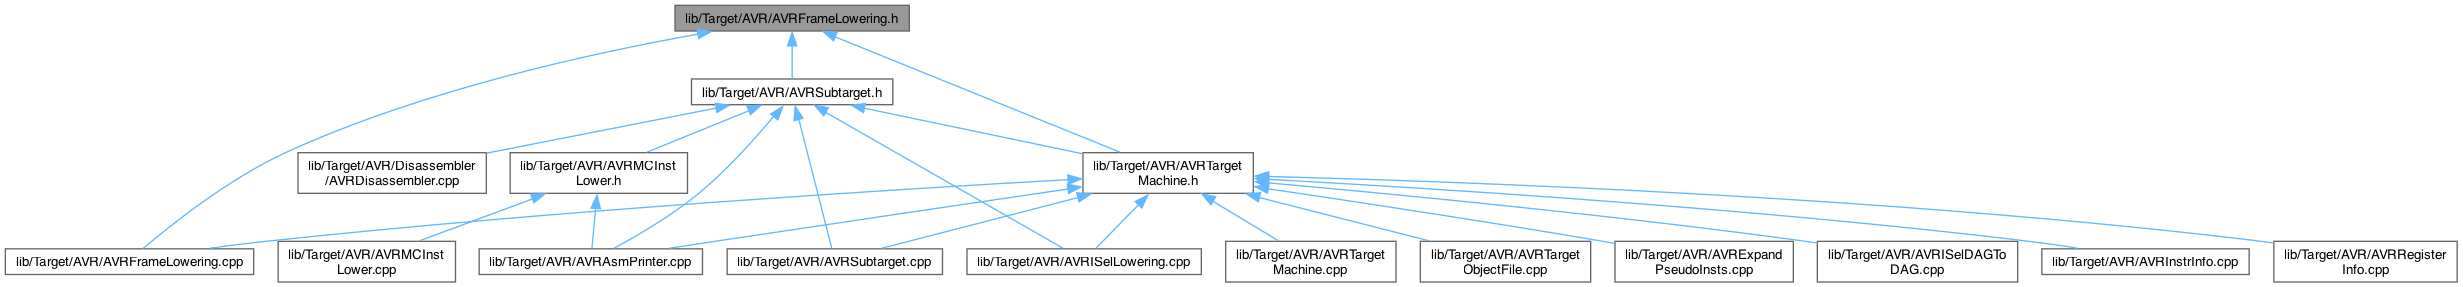 lib/Target/AVR/AVRFrameLowering.h
lib/Target/AVR/AVRSubtarget.h
lib/Target/AVR/Disassembler
/AVRDisassembler.cpp
lib/Target/AVR/AVRMCInst
Lower.h
lib/Target/AVR/AVRTarget
Machine.h
lib/Target/AVR/AVRFrameLowering.cpp
lib/Target/AVR/AVRMCInst
Lower.cpp
lib/Target/AVR/AVRAsmPrinter.cpp
lib/Target/AVR/AVRSubtarget.cpp
lib/Target/AVR/AVRISelLowering.cpp
lib/Target/AVR/AVRTarget
Machine.cpp
lib/Target/AVR/AVRTarget
ObjectFile.cpp
lib/Target/AVR/AVRExpand
PseudoInsts.cpp
lib/Target/AVR/AVRISelDAGTo
DAG.cpp
lib/Target/AVR/AVRInstrInfo.cpp
lib/Target/AVR/AVRRegister
Info.cpp